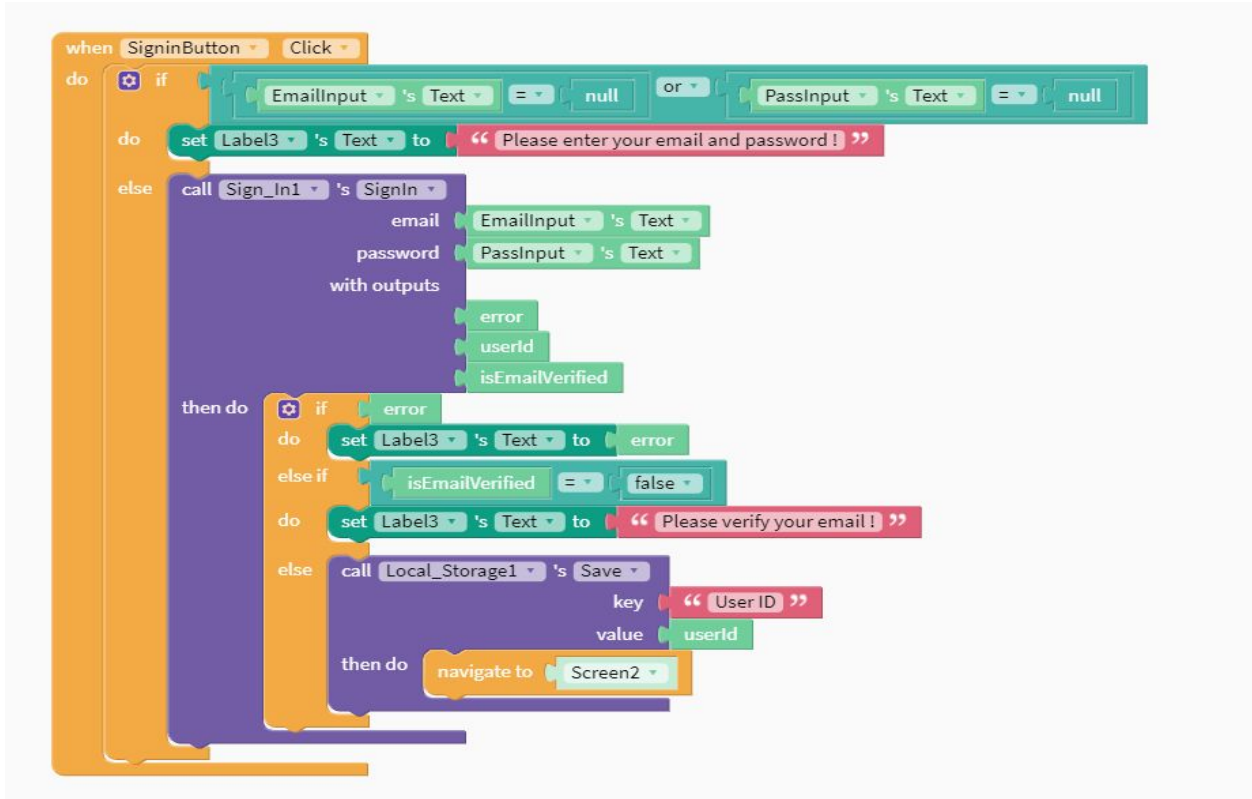 when SigninButton Click
do if EmailInput 's Text = null or PassInput 's Text = null
do set Label3 's Text to “ Please enter your email and password ! ”
else call Sign_In1 's SignIn
email EmailInput 's Text
password PassInput 's Text
with outputs
error
userId
isEmailVerified
then do if error
do set Label3 's Text to error
else if isEmailVerified = false
do set Label3 's Text to “ Please verify your email ! ”
else call Local_Storage1 's Save
key “ User ID ”
value userId
then do navigate to Screen2